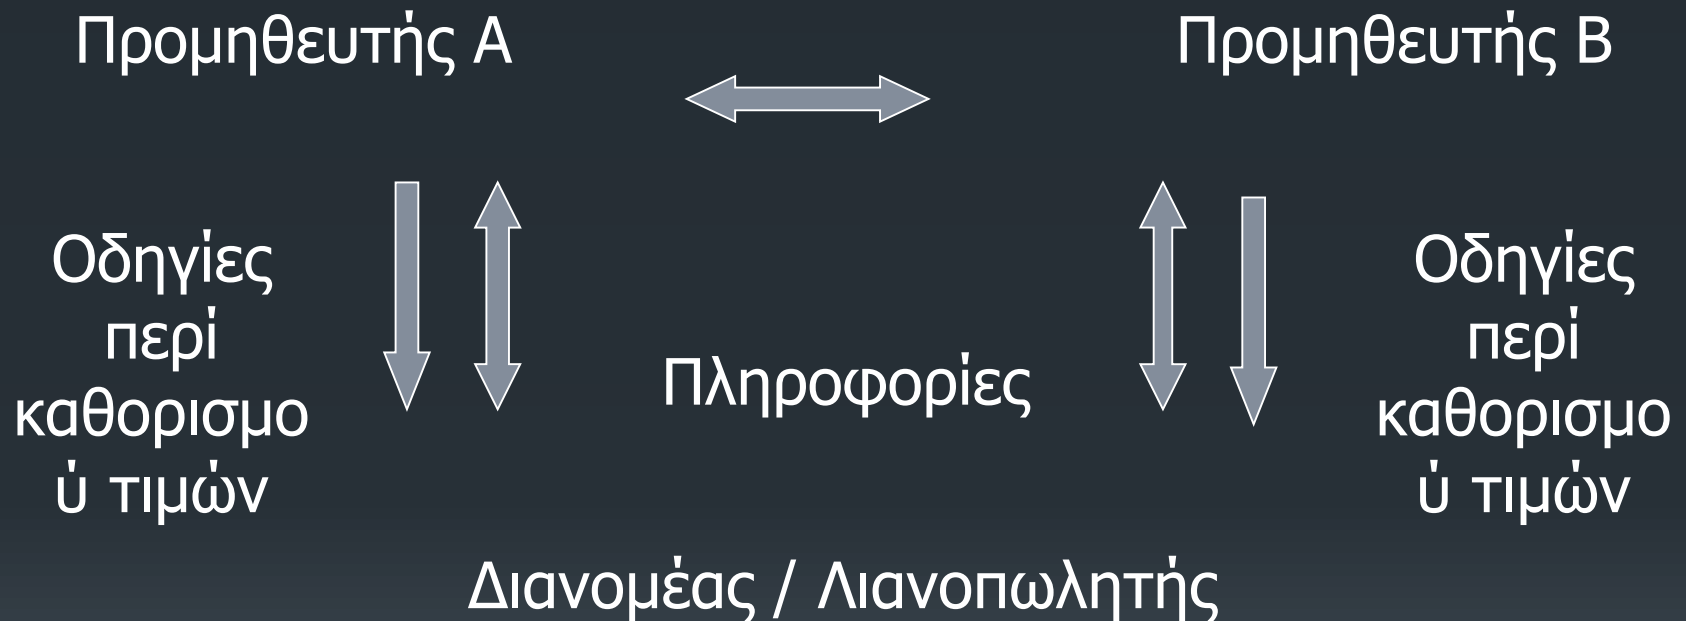 Προμηθευτής Α
Προμηθευτής Β
Οδηγίες
περί
καθορισμο
ύ τιμών
Πληροφορίες
Οδηγίες
περί
καθορισμο
ύ τιμών
Διανομέας / Λιανοπωλητής